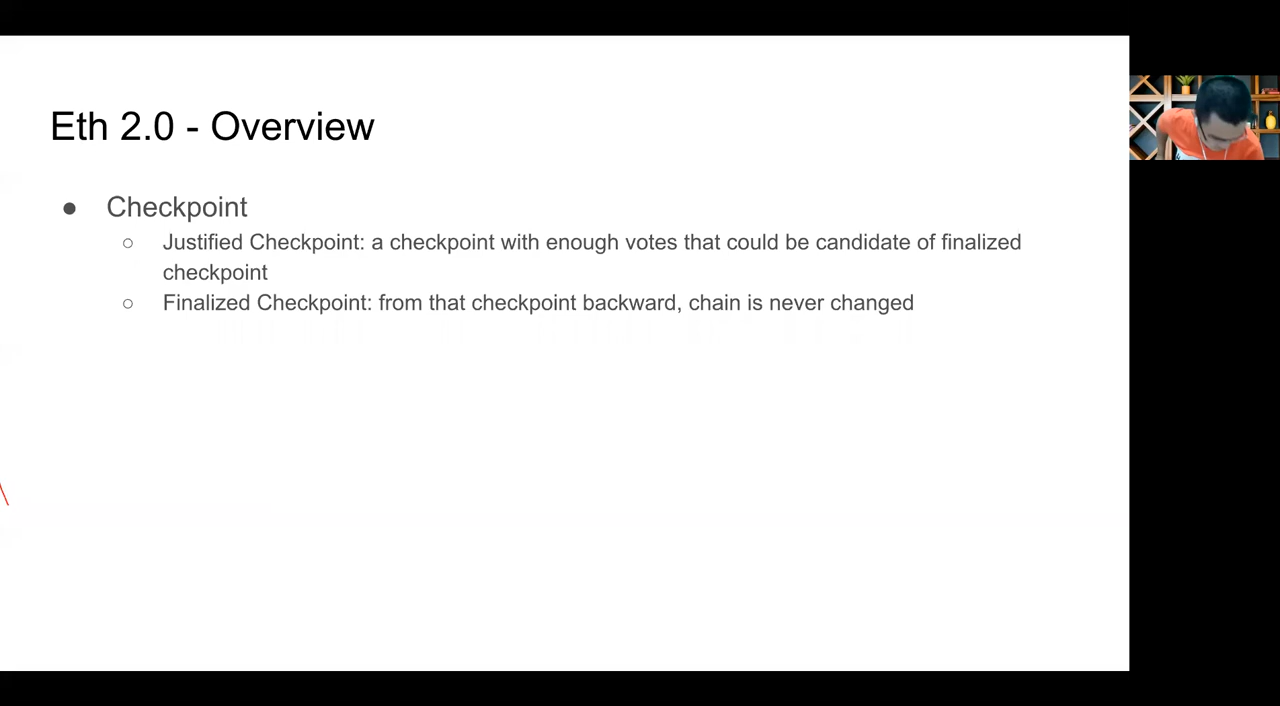 Eth 2.0 - Overview
● Checkpoint
○ Justified Checkpoint: a checkpoint with enough votes that could be candidate of finalized
checkpoint
○ Finalized Checkpoint: from that checkpoint backward, chain is never changed